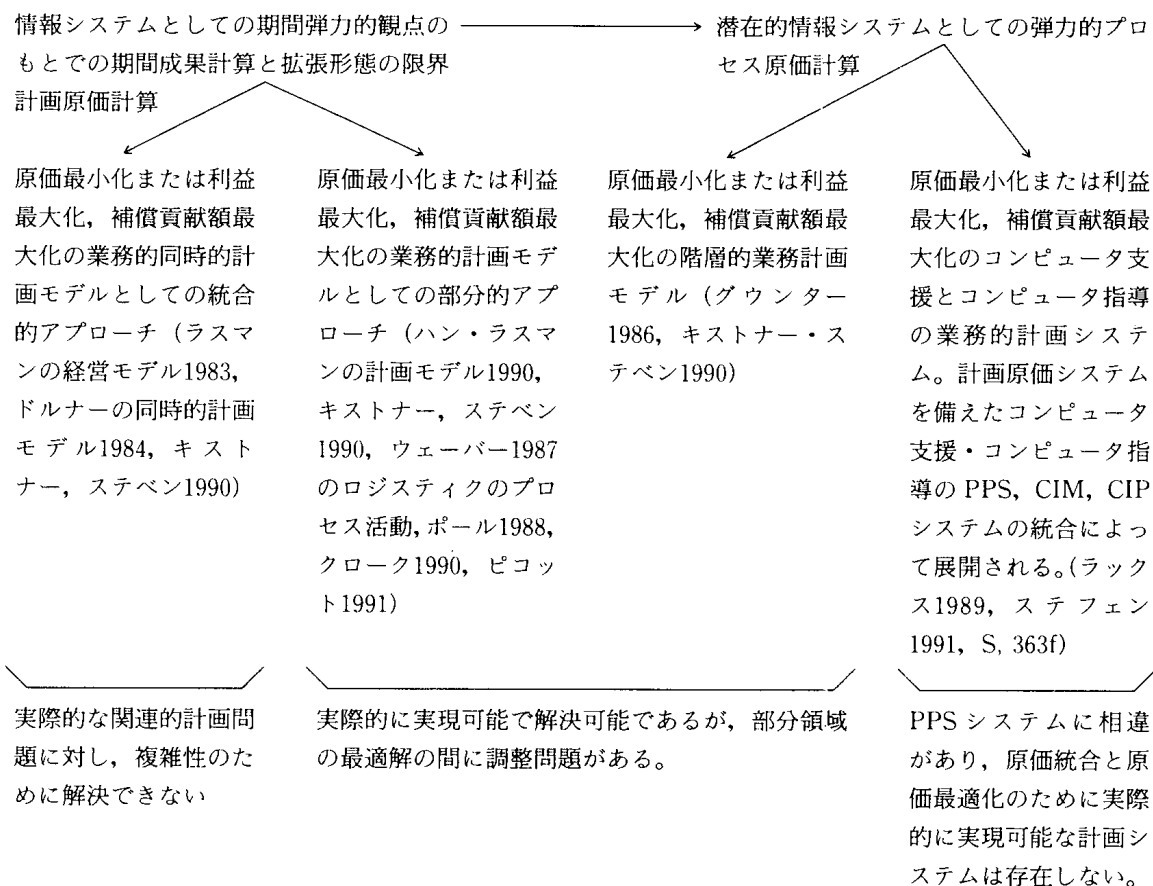 情報システムとしての期間弾力的観点の
もとでの期間成果計算と拡張形態の限界
計画原価計算
潜在的情報システムとしての弾力的プロ
セス原価計算
原価最小化または利益
最大化，補償貢献額最
大化の業務的同時的計
画モデルとしての統合
的アプローチ（ラスマ
ンの経営モデル1983，
ドルナーの同時的計画
モデル1984，キスト
ナー，ステベン1990）
原価最小化または利益
最大化，補償貢献額最
大化の業務的計画モデ
ルとしての部分的アプ
ローチ（ハン・ラスマ
ンの計画モデル1990，
キストナー，ステベン
1990，ウェーバー1987
のロジスティクのプロ
セス活動，ポール1988，
クローク1990，ピコッ
ト1991）
原価最小化または利益
最大化，補償貢献額最
大化の階層的業務計画
モデル（グウンター
1986，キストナー・ス
テベン1990）
原価最小化または利益
最大化，補償貢献額最
大化のコンピュータ支
援とコンピュータ指導
の業務的計画システ
ム。計画原価システム
を備えたコンピュータ
支援・コンピュータ指
導の PPS，CIM，CIP
システムの統合によっ
て展開される。（ラック
ス1989，ステフェン
1991，S, 363f）
実際的な関連的計画問
題に対し，複雑性のた
めに解決できない
実際的に実現可能で解決可能であるが，部分領域
の最適解の間に調整問題がある。
PPSシステムに相違
があり，原価統合と原
価最適化のために実際
的に実現可能な計画シ
ステムは存在しない。